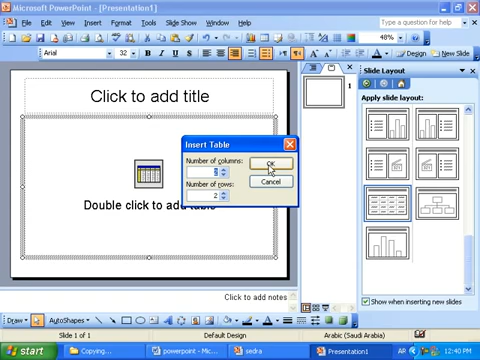 Microsoft PowerPoint - [Presentation1]
File Edit View Insert Format Tools Slide Show Window Help
Type a question for help
48%
Arial 32 B I U S Design New Slide
Click to add title
Double click to add table
Insert Table
Number of columns:
2
OK
Number of rows:
2
Cancel
1
Slide Layout
Apply slide layout:
Show when inserting new slides
Click to add notes
Draw AutoShapes
Slide 1 of 1 Default Design Arabic (Saudi Arabia)
start Copying... powerpoint - Mic... sedra Presentation1 AR 12:40 PM